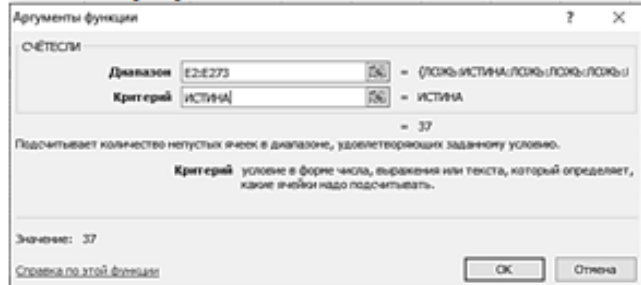 Аргументы функции ? ×
СЧЁТЕСЛИ
Диапазон E2:E273 = {ЛОЖЬ:ИСТИНА:ЛОЖЬ:ЛОЖЬ:ЛОЖЬ:J
Критерий ИСТИНА = ИСТИНА
= 37
Подсчитывает количество непустых ячеек в диапазоне, удовлетворяющих заданному условию.
Критерий условие в форме числа, выражения или текста, который определяет,
какие ячейки надо подсчитывать.
Значение: 37
Справка по этой функции ОК Отмена